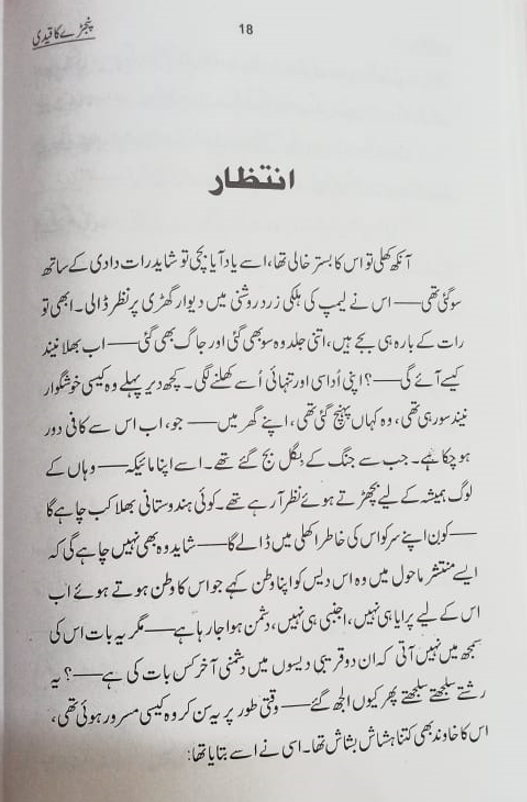 پنجڑے کا قیدی
18
انتظار
آنکھ کھلی تو اس کا بستر خالی تھا، اسے یاد آیا بچی تو شاید رات دادی کے ساتھ
سو گئی تھی — اس نے لیمپ کی ہلکی زرد روشنی میں دیوار گھڑی پر نظر ڈالی۔ ابھی تو
رات کے بارہ ہی بجے ہیں، اتنی جلد وہ سو بھی گئی اور جاگ بھی گئی — اب بھلا نیند
کیسے آئے گی —؟ اپنی اُداسی اور تنہائی اُسے کھلنے لگی۔ کچھ دیر پہلے وہ کیسی خوشگوار
نیند سو رہی تھی، وہ کہاں پہنچ گئی تھی، اپنے گھر میں — جو، اب اس سے کافی دور
ہو چکا ہے۔ جب سے جنگ کے بگل بج گئے تھے۔ اسے اپنا مائیکہ — وہاں کے
لوگ ہمیشہ کے لیے بچھڑتے ہوئے نظر آ رہے تھے۔ کوئی ہندوستانی بھلا کب چاہے گا
— کون اپنے سر کو اس کی خاطر اکھلی میں ڈالے گا — شاید وہ بھی نہیں چاہے گی کہ
ایسے منتشر ماحول میں وہ اس دیس کو اپنا وطن کہے جو اس کا وطن ہوتے ہوئے اب
اس کے لیے پرایا ہی نہیں، اجنبی ہی نہیں، دشمن ہوا جا رہا ہے — مگر یہ بات اس کی
سمجھ میں نہیں آتی کہ ان دو قریبی دیسوں میں دشمنی آخر کس بات کی ہے —؟ یہ
رشتے سلجھتے سلجھتے پھر کیوں الجھ گئے — وقتی طور پر یہ سن کر وہ کیسی مسرور ہوئی تھی،
اس کا خاوند بھی کتنا ہشاش بشاش تھا۔ اسی نے اسے بتایا تھا: